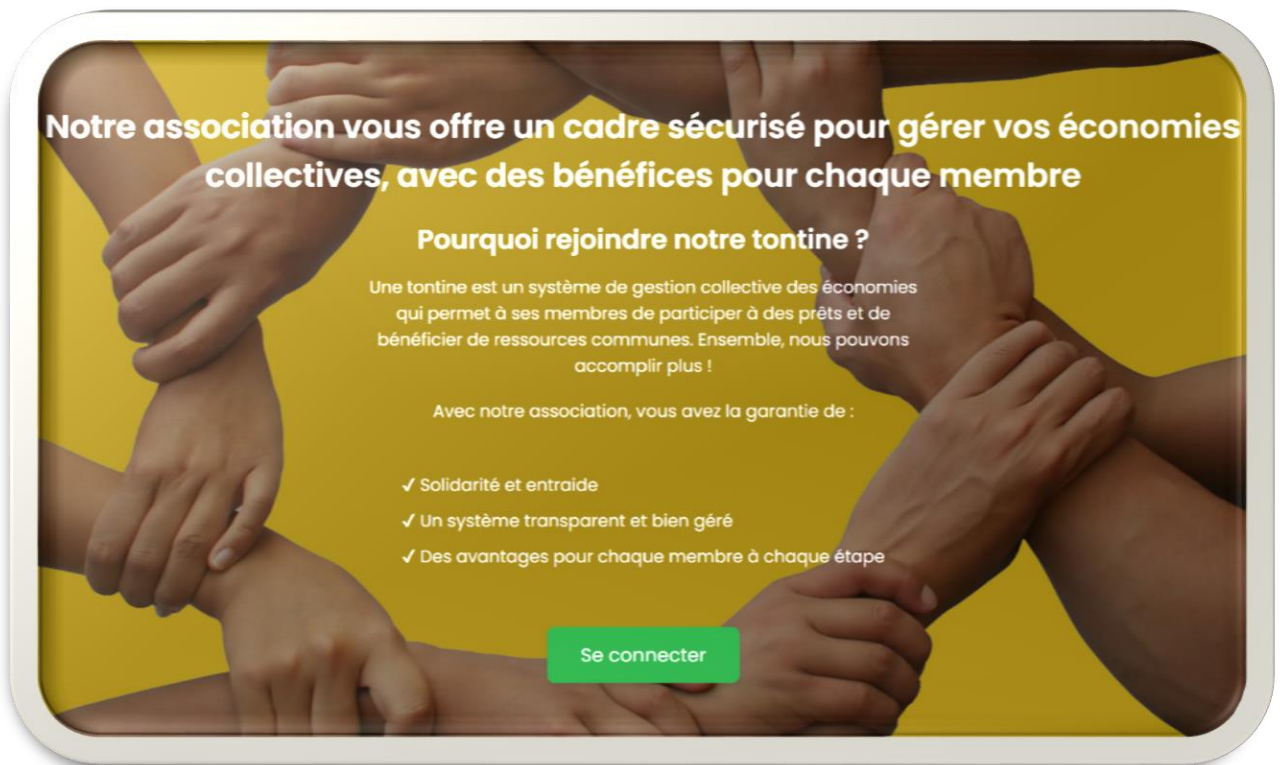 Notre association vous offre un cadre sécurisé pour gérer vos économies
collectives, avec des bénéfices pour chaque membre
Pourquoi rejoindre notre tontine ?
Une tontine est un système de gestion collective des économies
qui permet à ses membres de participer à des prêts et de
bénéficier de ressources communes. Ensemble, nous pouvons
accomplir plus !
Avec notre association, vous avez la garantie de :
✓ Solidarité et entraide
✓ Un système transparent et bien géré
✓ Des avantages pour chaque membre à chaque étape
Se connecter